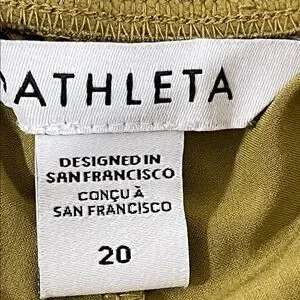 ATHLETA
DESIGNED IN
SAN FRANCISCO
CONÇU À
SAN FRANCISCO
20